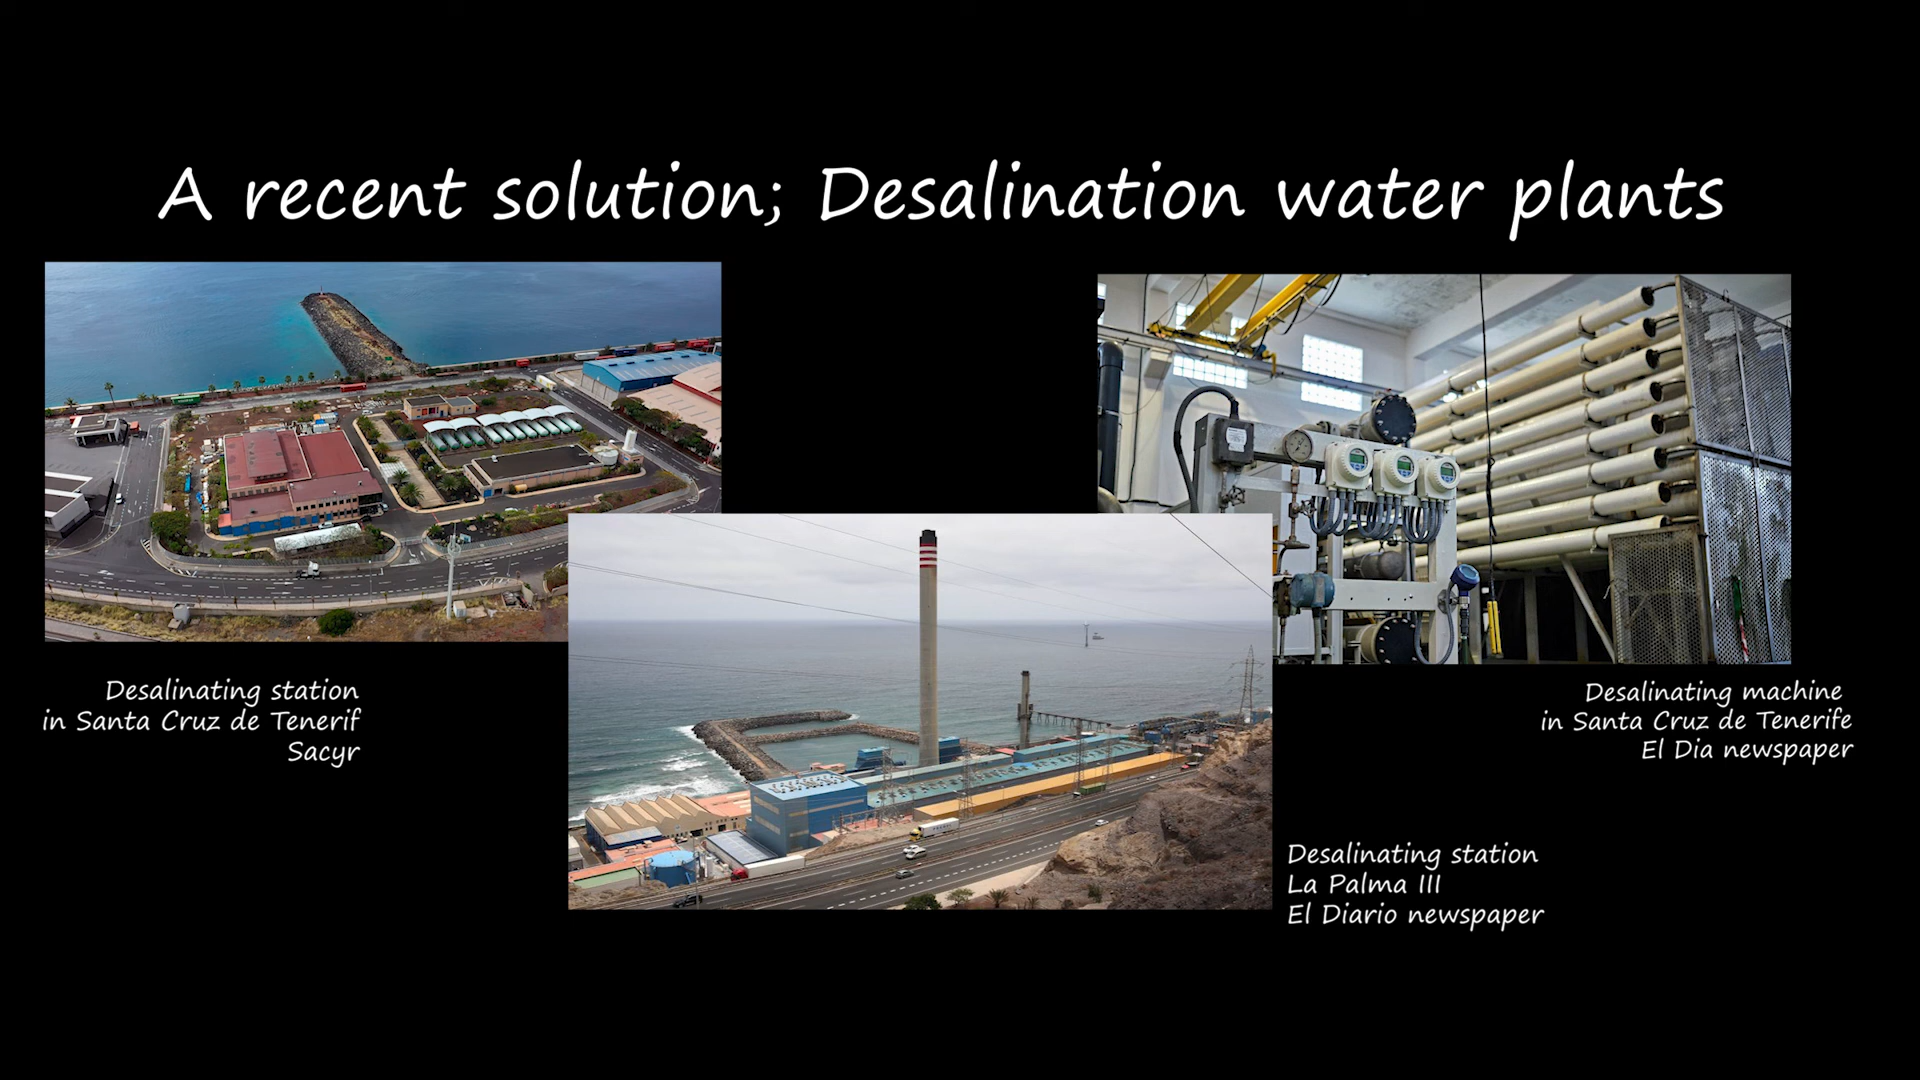 A recent solution; Desalination water plants
Desalinating station
in Santa Cruz de Tenerif
Sacyr
Desalinating machine
in Santa Cruz de Tenerife
El Dia newspaper
Desalinating station
La Palma III
El Diario newspaper